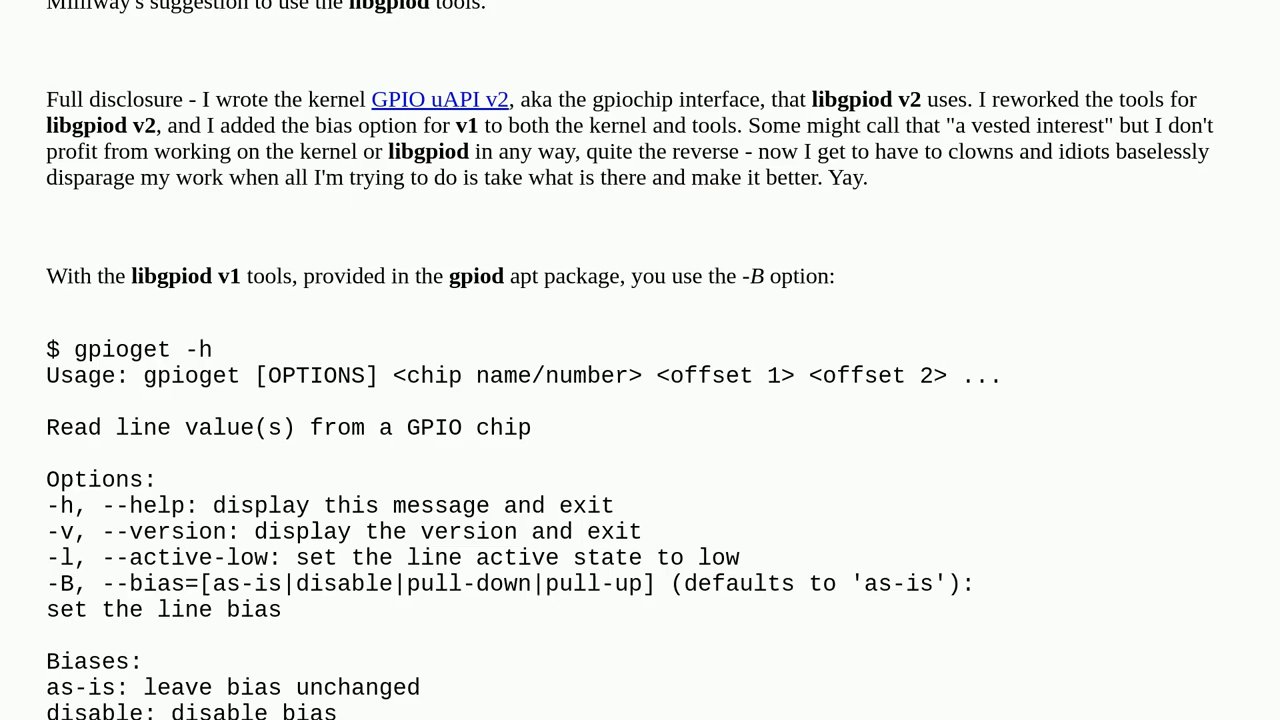 Milliway's suggestion to use the libgpiod tools.
Full disclosure - I wrote the kernel GPIO uAPI v2, aka the gpiochip interface, that libgpiod v2 uses. I reworked the tools for
libgpiod v2, and I added the bias option for v1 to both the kernel and tools. Some might call that "a vested interest" but I don't
profit from working on the kernel or libgpiod in any way, quite the reverse - now I get to have to clowns and idiots baselessly
disparage my work when all I'm trying to do is take what is there and make it better. Yay.
With the libgpiod v1 tools, provided in the gpiod apt package, you use the -B option:
$ gpioget -h
Usage: gpioget [OPTIONS] <chip name/number> <offset 1> <offset 2> ...
Read line value(s) from a GPIO chip
Options:
-h, --help: display this message and exit
-v, --version: display the version and exit
-l, --active-low: set the line active state to low
-B, --bias=[as-is|disable|pull-down|pull-up] (defaults to 'as-is'):
set the line bias
Biases:
as-is: leave bias unchanged
disable: disable bias